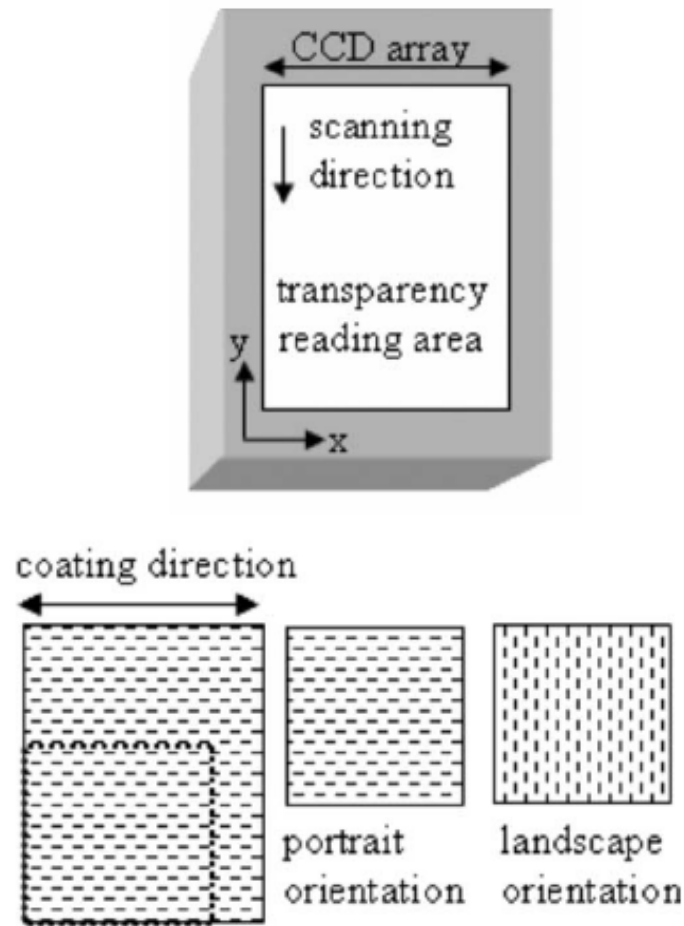 CCD array
scanning
direction
transparency
reading area
y
x
coating direction
portrait
orientation
landscape
orientation